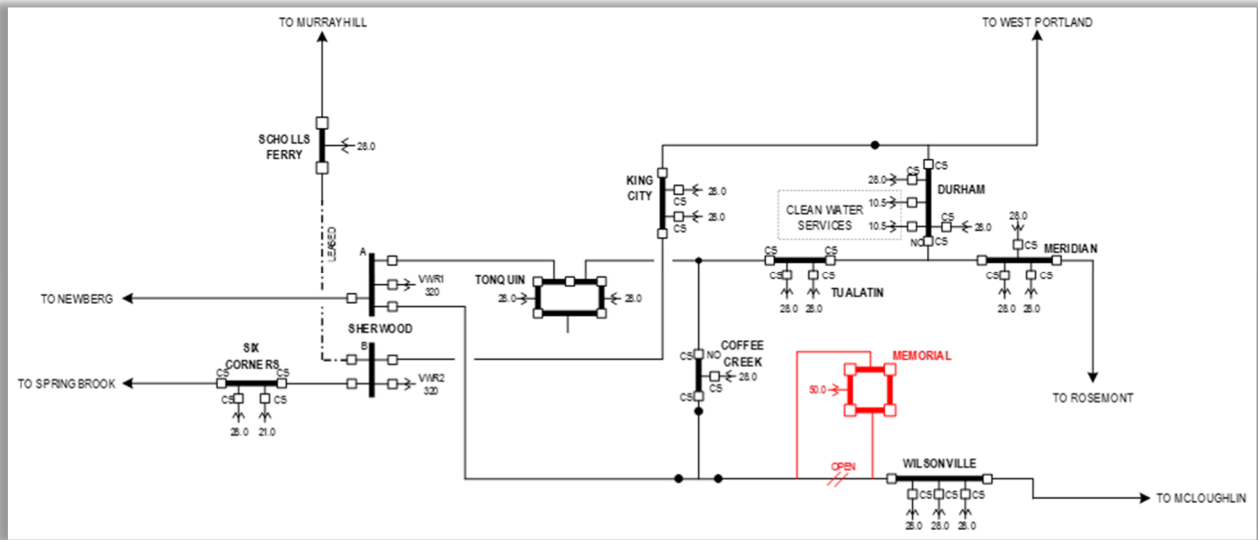 TO MURRAYHILL
TO WEST PORTLAND
SCHOLLS
FERRY
28.0
LEASED
KING
CITY
28.0
CS
28.0
CS
CS
CS
28.0
DURHAM
CLEAN WATER
SERVICES
10.5
10.5
CS
28.0
NO
CS
28.0
CS
MERIDIAN
CS
CS
28.0
28.0
CS
CS
CS
CS
28.0
28.0
TUALATIN
A
VWR1
320
TONQUIN
28.0
28.0
TO NEWBERG
SHERWOOD
B
VWR2
320
SIX
CORNERS
CS
CS
CS
CS
28.0
21.0
TO SPRINGBROOK
COFFEE
CREEK
CS
NO
28.0
CS
CS
MEMORIAL
50.0
OPEN
TO ROSEMONT
WILSONVILLE
CS
CS
CS
28.0
28.0
28.0
TO MCLOUGHLIN